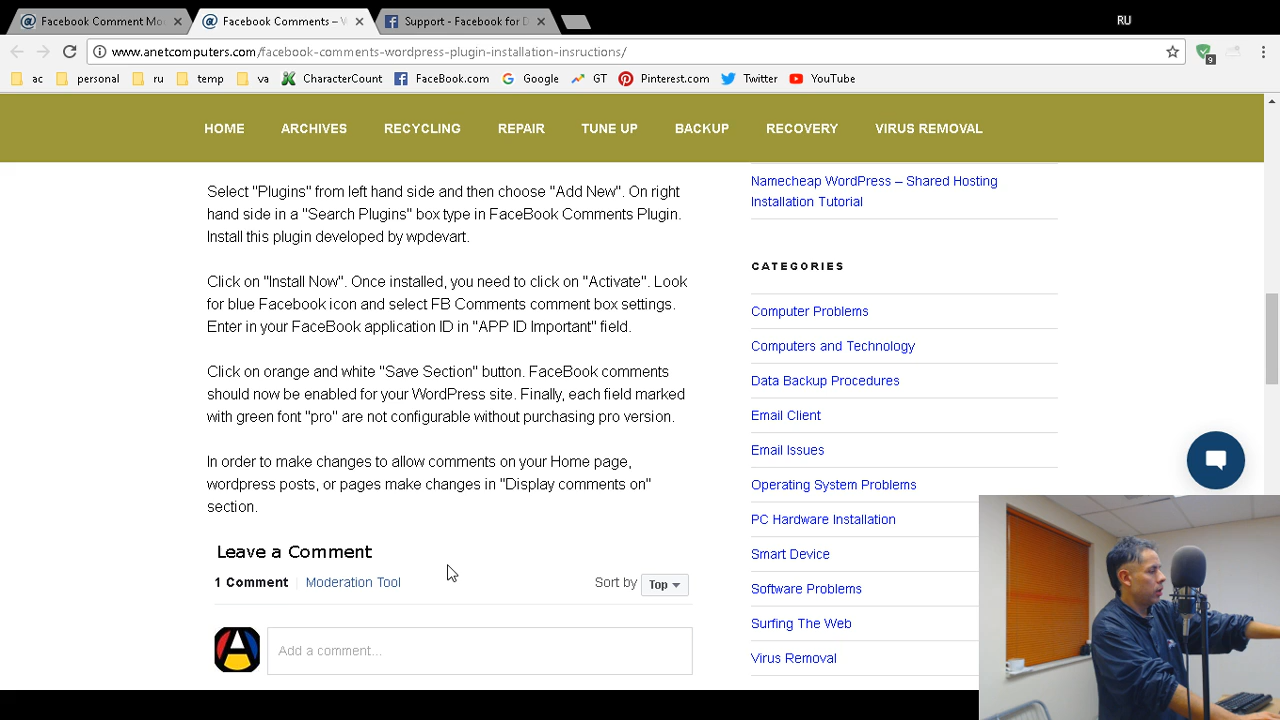 Facebook Comment Mo
Facebook Comments – W
Support - Facebook for D
RU
www.anetcomputers.com/facebook-comments-wordpress-plugin-installation-insructions/
9
ac
personal
ru
temp
va
CharacterCount
FaceBook.com
Google
GT
Pinterest.com
Twitter
YouTube
HOME
ARCHIVES
RECYCLING
REPAIR
TUNE UP
BACKUP
RECOVERY
VIRUS REMOVAL
Select "Plugins" from left hand side and then choose "Add New". On right
hand side in a "Search Plugins" box type in FaceBook Comments Plugin.
Install this plugin developed by wpdevart.
Click on "Install Now". Once installed, you need to click on "Activate". Look
for blue Facebook icon and select FB Comments comment box settings.
Enter in your FaceBook application ID in "APP ID Important" field.
Click on orange and white "Save Section" button. FaceBook comments
should now be enabled for your WordPress site. Finally, each field marked
with green font "pro" are not configurable without purchasing pro version.
In order to make changes to allow comments on your Home page,
wordpress posts, or pages make changes in "Display comments on"
section.
Leave a Comment
1 Comment
Moderation Tool
Sort by
Top
Add a comment...
Namecheap WordPress – Shared Hosting
Installation Tutorial
CATEGORIES
Computer Problems
Computers and Technology
Data Backup Procedures
Email Client
Email Issues
Operating System Problems
PC Hardware Installation
Smart Device
Software Problems
Surfing The Web
Virus Removal